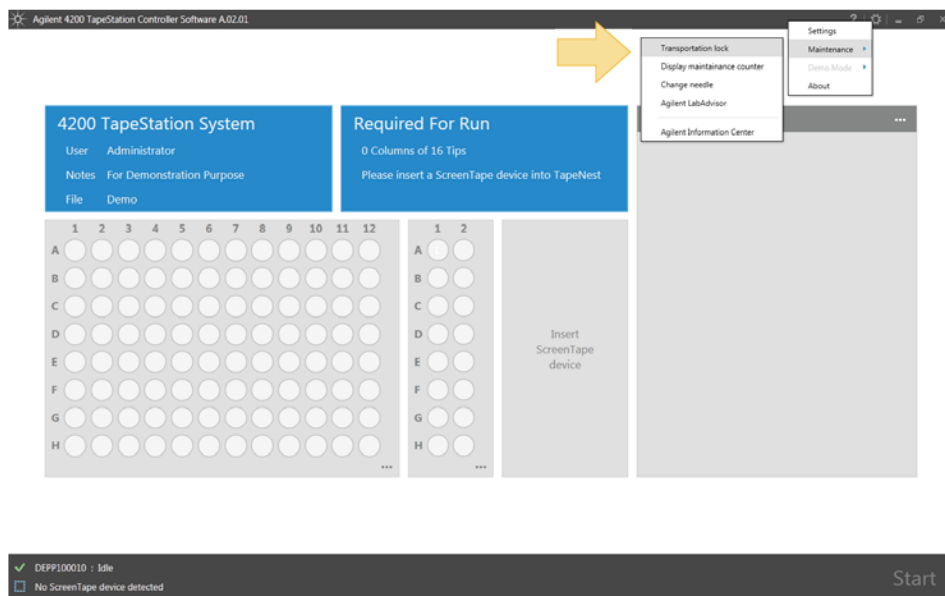 Agilent 4200 TapeStation Controller Software A.02.01
?
Settings
Maintenance
Demo Mode
About
Transportation lock
Display maintainance counter
Change needle
Agilent LabAdvisor
Agilent Information Center
...
4200 TapeStation System
User Administrator
Notes For Demonstration Purpose
File Demo
Required For Run
0 Columns of 16 Tips
Please insert a ScreenTape device into TapeNest
1 2 3 4 5 6 7 8 9 10 11 12
A
B
C
D
E
F
G
H
...
1 2
A
B
C
D
E
F
G
H
...
Insert
ScreenTape
device
DEPP100010 : Idle
No ScreenTape device detected
Start